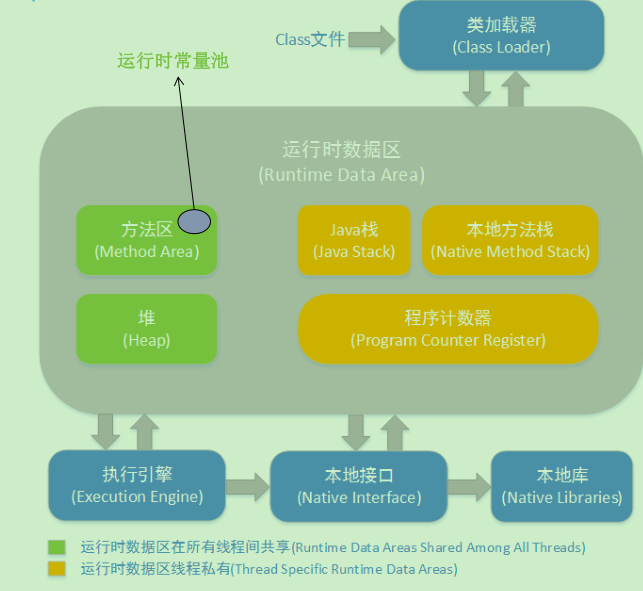 类加载器
Class文件
(Class Loader)
运行时常量池
运行时数据区
(Runtime Data Area)
方法区
(Method Area)
Java栈
(Java Stack)
本地方法栈
(Native Method Stack)
堆
(Heap)
程序计数器
(Program Counter Register)
执行引擎
(Execution Engine)
本地接口
(Native Interface)
本地库
(Native Libraries)
运行时数据区在所有线程间共享(Runtime Data Areas Shared Among All Threads)
运行时数据区线程私有(Thread Specific Runtime Data Areas)